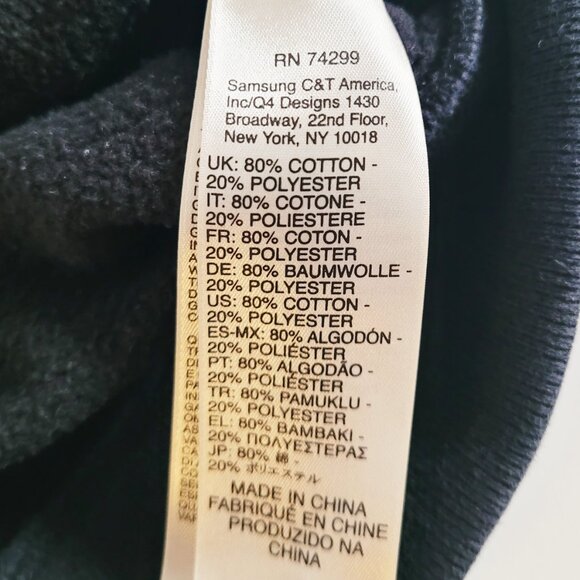 RN 74299
Samsung C&T America,
Inc/Q4 Designs 1430
Broadway, 22nd Floor,
New York, NY 10018
UK: 80% COTTON -
20% POLYESTER
IT: 80% COTONE -
20% POLIESTERE
FR: 80% COTON -
20% POLYESTER
DE: 80% BAUMWOLLE -
20% POLYESTER
US: 80% COTTON -
20% POLYESTER
ES-MX: 80% ALGODÓN -
20% POLIÉSTER
PT: 80% ALGODÃO -
20% POLIÉSTER
TR: 80% PAMUKLU -
20% POLYESTER
EL: 80% ΒΑΜΒΑΚΙ -
20% ΠΟΛΥΕΣΤΕΡΑΣ
JP: 80% 綿 -
20% ポリエステル
MADE IN CHINA
FABRIQUÉ EN CHINE
PRODUZIDO NA
CHINA